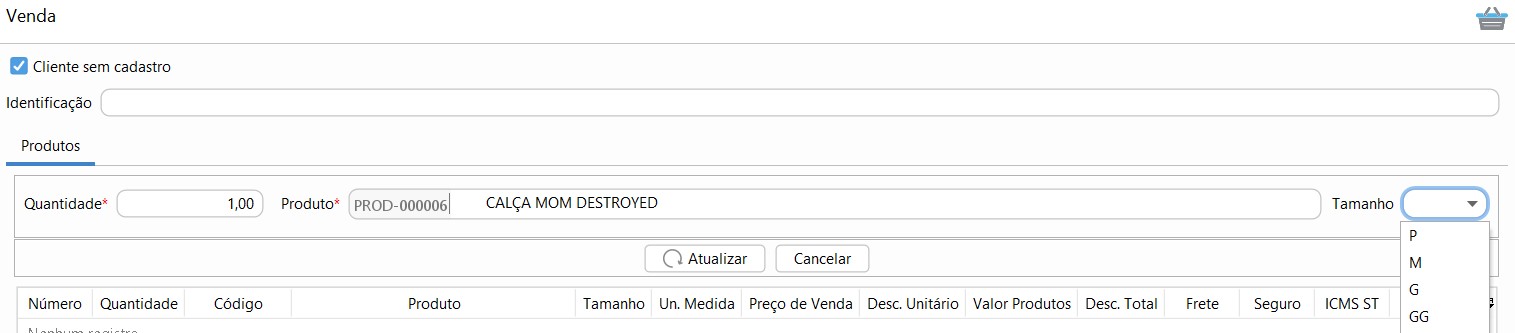 Venda
Cliente sem cadastro
Identificação
Produtos
Quantidade* 1,00 Produto* PROD-000006 CALÇA MOM DESTROYED Tamanho
P
M
G
GG
Atualizar Cancelar
Número Quantidade Código Produto Tamanho Un. Medida Preço de Venda Desc. Unitário Valor Produtos Desc. Total Frete Seguro ICMS ST
Nenhum registro